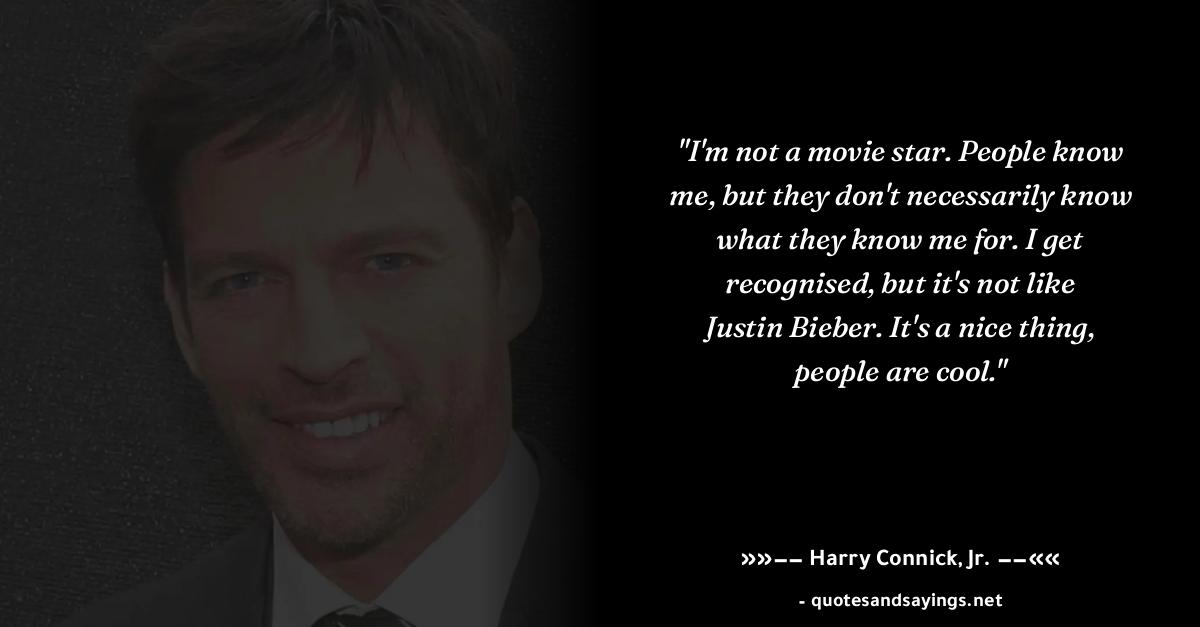 "I'm not a movie star. People know
me, but they don't necessarily know
what they know me for. I get
recognised, but it's not like
Justin Bieber. It's a nice thing,
people are cool."
»»–– Harry Connick, Jr. ––««
- quotesandsayings.net